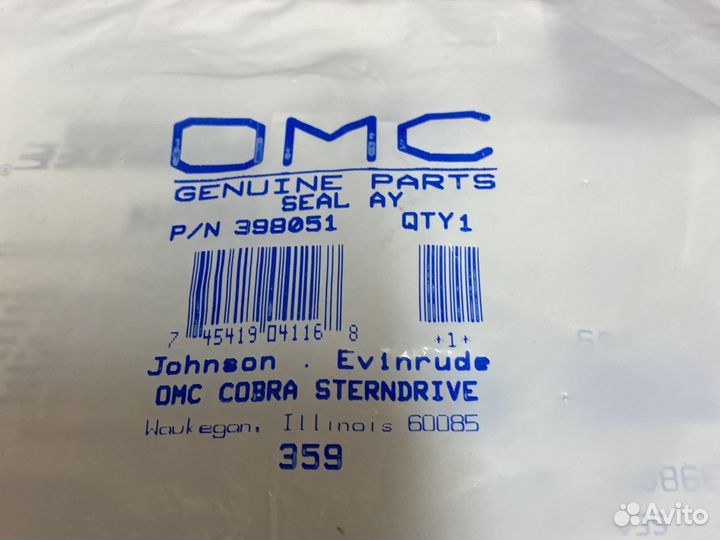 OMC
GENUINE PARTS
SEAL AY
P/N 398051 QTY1
7 45419 04116 8 +1+
Johnson . Evinrude
OMC COBRA STERNDRIVE
Waukegan, Illinois 60085
359
Avito